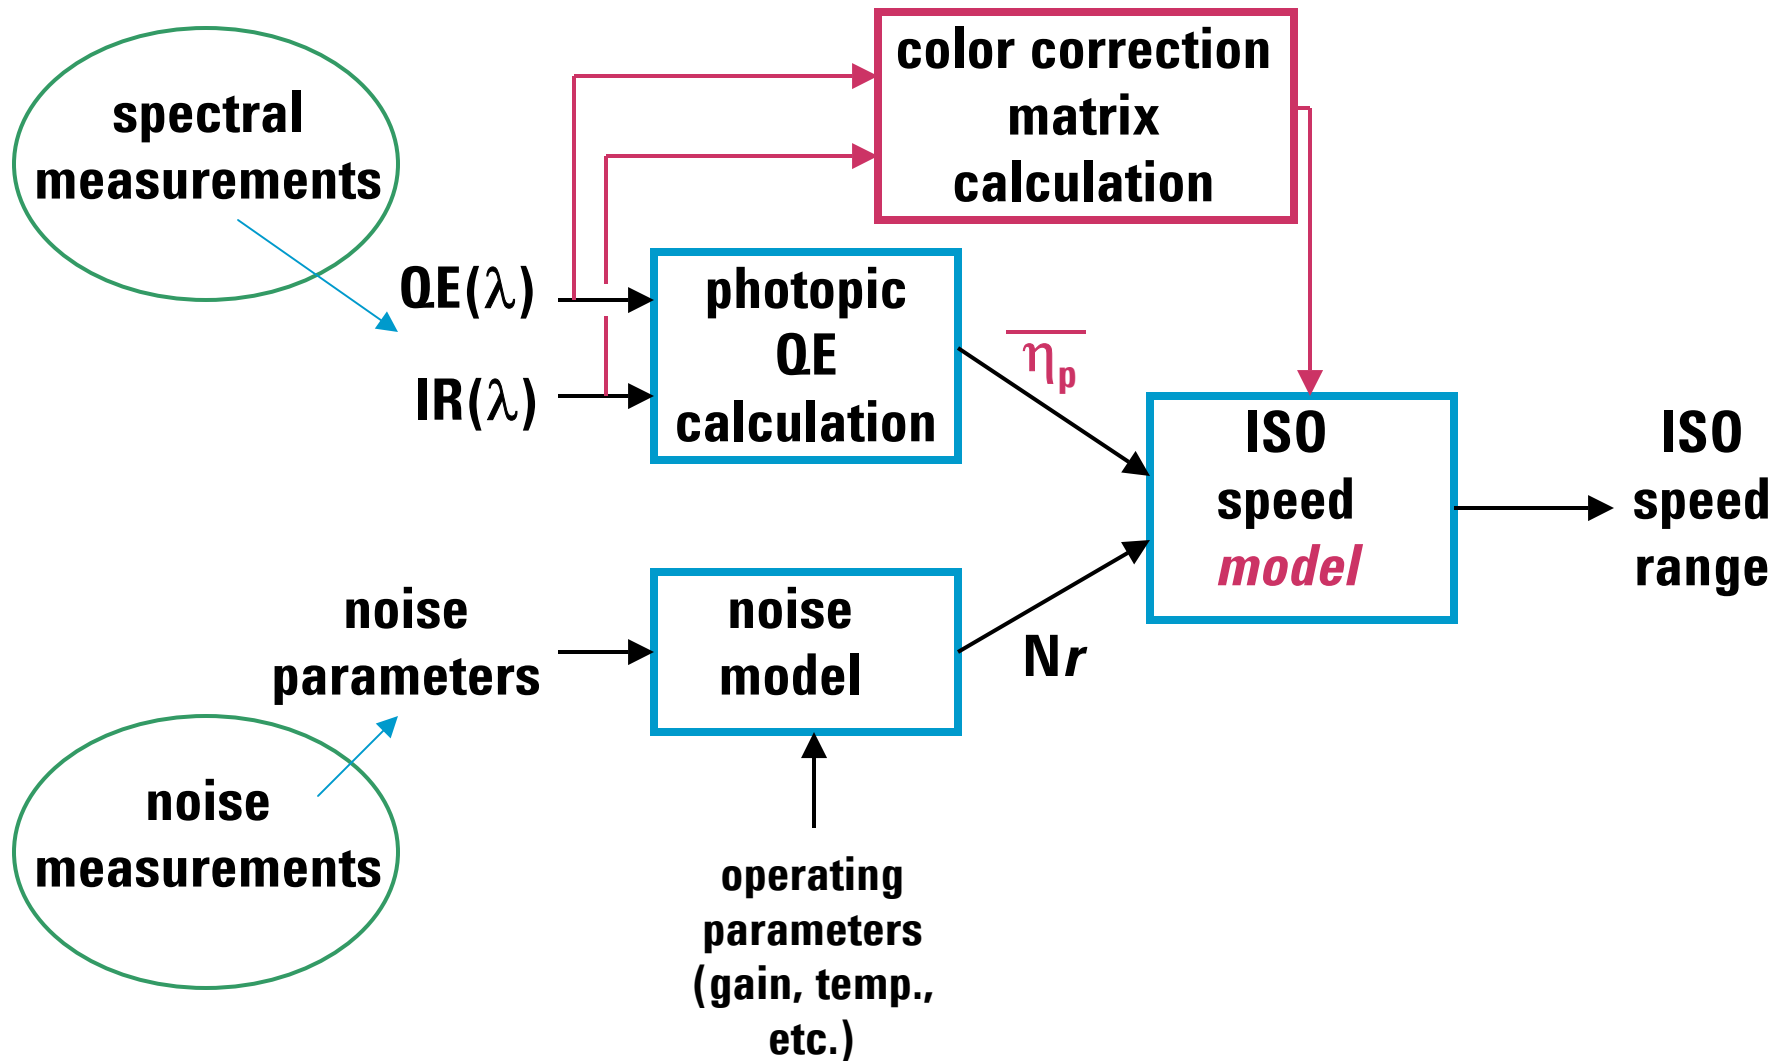 color correction
matrix
calculation
spectral
measurements
QE(λ)
IR(λ)
photopic
QE
calculation
η̅p
ISO
speed
model
ISO
speed
range
noise
parameters
noise
model
Nr
noise
measurements
operating
parameters
(gain, temp.,
etc.)